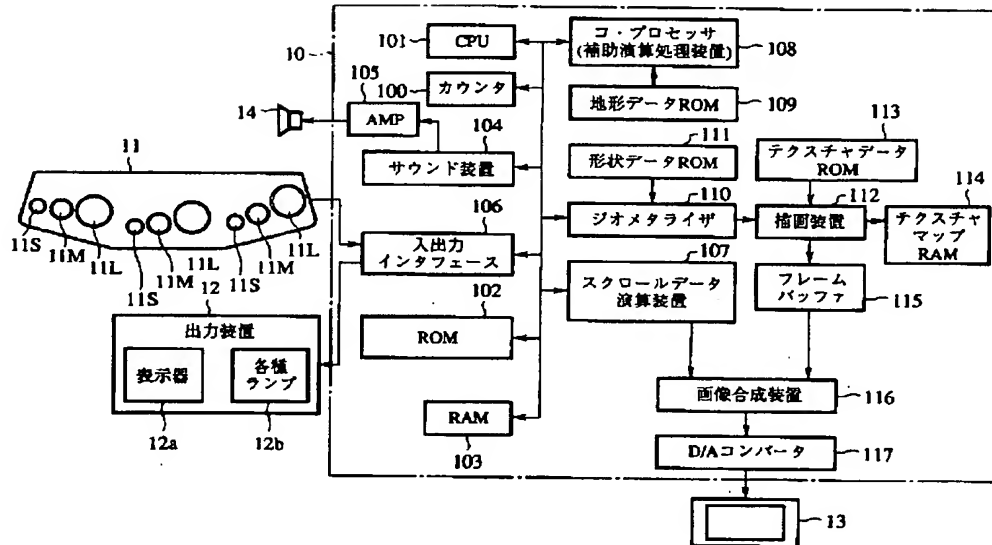 10
101
CPU
コ・プロセッサ
(補助演算処理装置)
108
カウンタ
100
105
14
AMP
地形データROM
109
104
サウンド装置
111
形状データROM
113
テクスチャデータ
ROM
11
110
ジオメタライザ
112
描画装置
114
テクスチャ
マップ
RAM
11S
11M
11L
11S
11M
11L
11S
11M
11L
106
入出力
インタフェース
107
スクロールデータ
演算装置
フレーム
バッファ
115
12
出力装置
表示器
各種
ランプ
12a
12b
102
ROM
RAM
103
画像合成装置
116
D/Aコンバータ
117
13